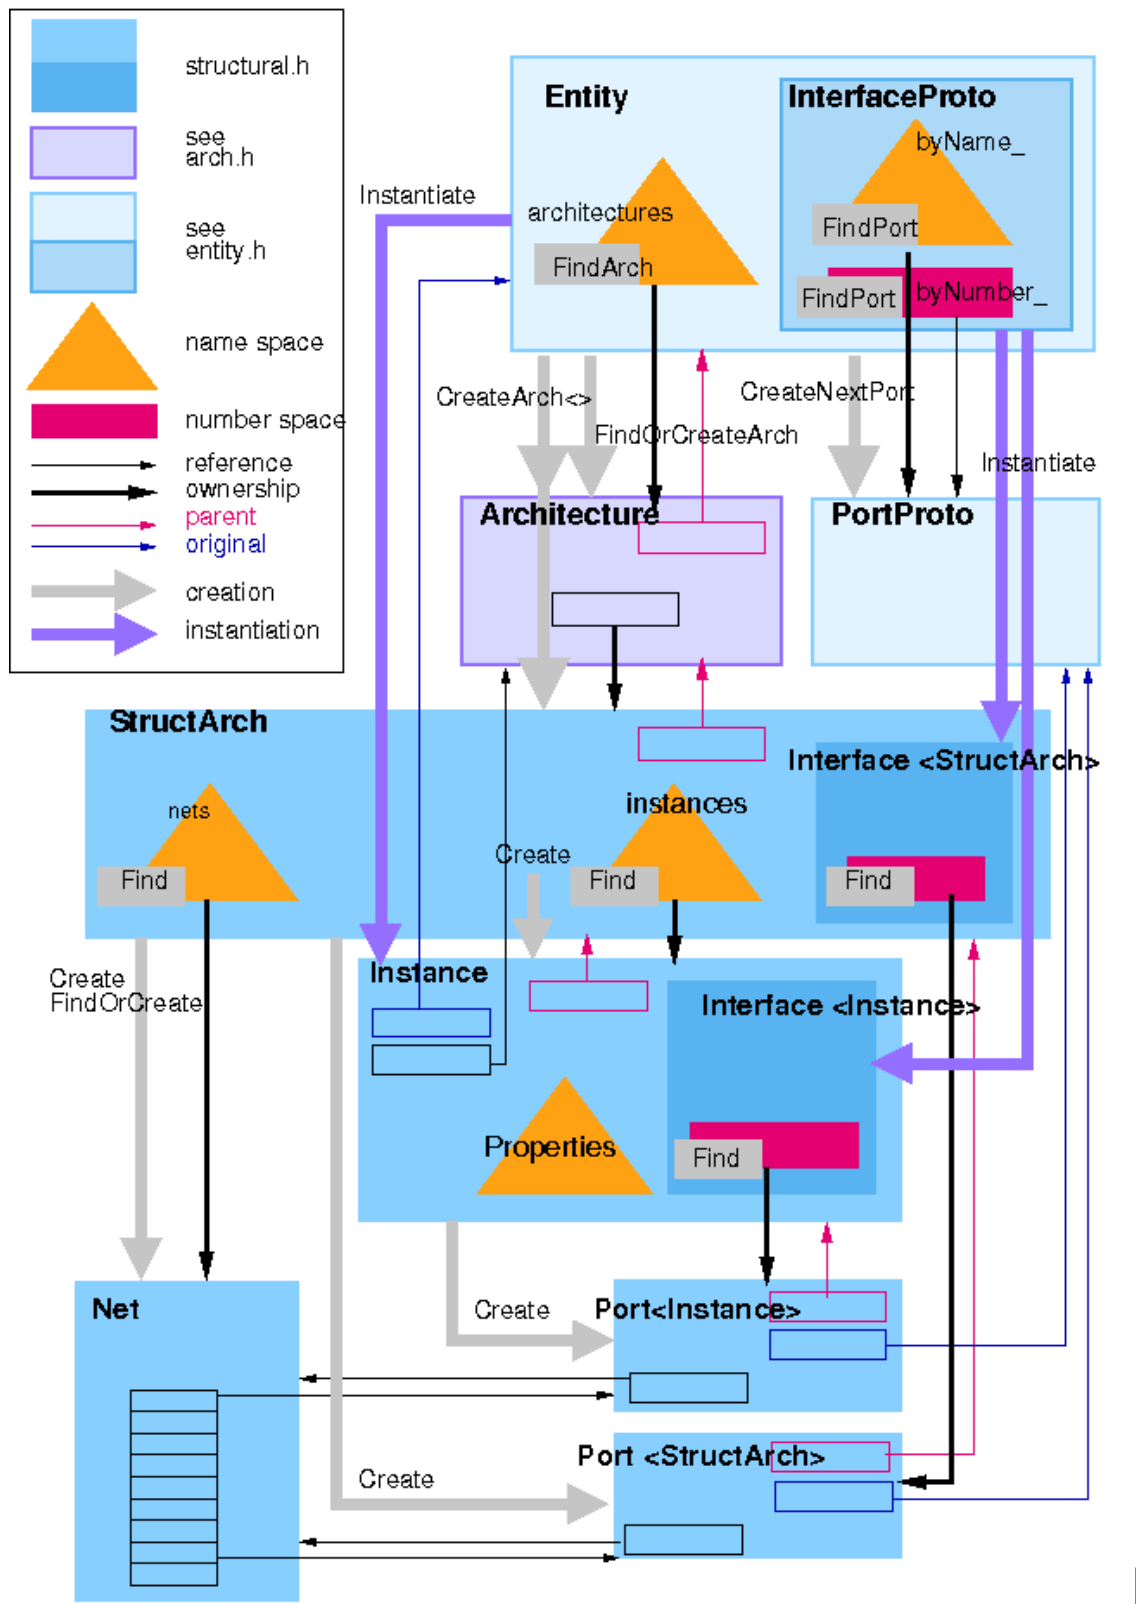 structural.h
see
arch.h
see
entity.h
name space
number space
reference
ownership
parent
original
creation
instantiation
Entity
InterfaceProto
byName_
Instantiate
architectures
FindPort
FindArch
FindPort
byNumber_
CreateArch<>
CreateNextPort
FindOrCreateArch
Instantiate
Architecture
PortProto
StructArch
Interface <StructArch>
nets
instances
Create
Find
Find
Find
Instance
Create
FindOrCreate
Interface <Instance>
Properties
Find
Net
Create
Port<Instance>
Port <StructArch>
Create